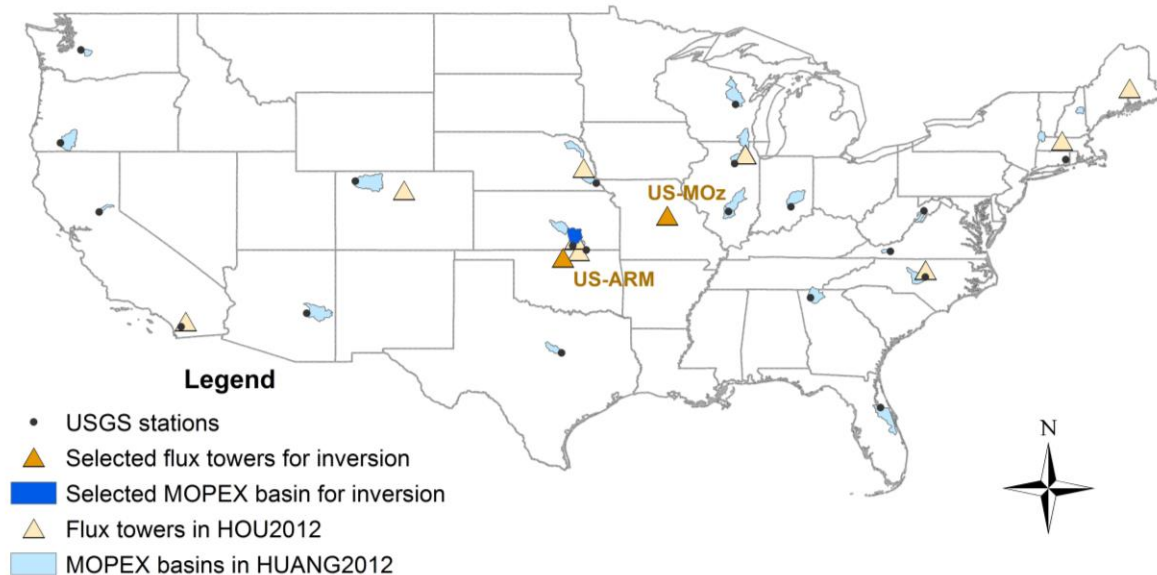 US-MOz
US-ARM
Legend
USGS stations
Selected flux towers for inversion
Selected MOPEX basin for inversion
Flux towers in HOU2012
MOPEX basins in HUANG2012
N